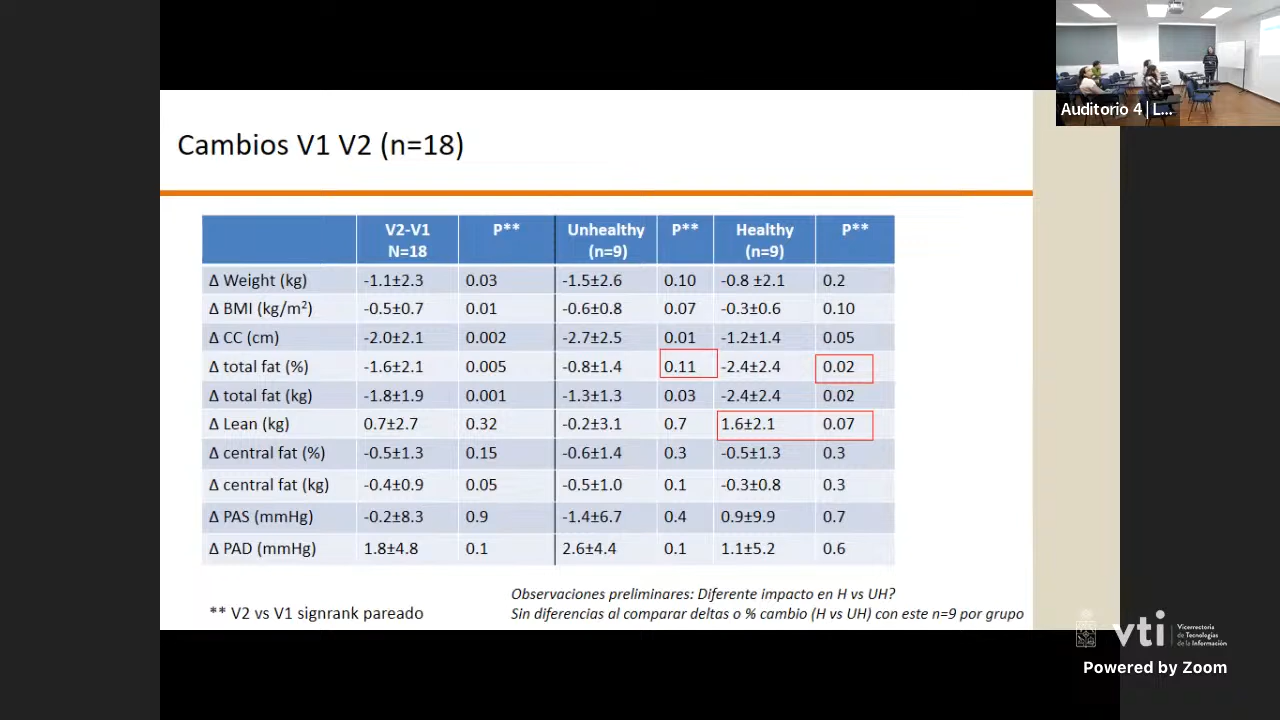 Auditorio 4 | L...
Cambios V1 V2 (n=18)
V2-V1 N=18 P** Unhealthy (n=9) P** Healthy (n=9) P**
Δ Weight (kg) -1.1±2.3 0.03 -1.5±2.6 0.10 -0.8 ±2.1 0.2
Δ BMI (kg/m²) -0.5±0.7 0.01 -0.6±0.8 0.07 -0.3±0.6 0.10
Δ CC (cm) -2.0±2.1 0.002 -2.7±2.5 0.01 -1.2±1.4 0.05
Δ total fat (%) -1.6±2.1 0.005 -0.8±1.4 0.11 -2.4±2.4 0.02
Δ total fat (kg) -1.8±1.9 0.001 -1.3±1.3 0.03 -2.4±2.4 0.02
Δ Lean (kg) 0.7±2.7 0.32 -0.2±3.1 0.7 1.6±2.1 0.07
Δ central fat (%) -0.5±1.3 0.15 -0.6±1.4 0.3 -0.5±1.3 0.3
Δ central fat (kg) -0.4±0.9 0.05 -0.5±1.0 0.1 -0.3±0.8 0.3
Δ PAS (mmHg) -0.2±8.3 0.9 -1.4±6.7 0.4 0.9±9.9 0.7
Δ PAD (mmHg) 1.8±4.8 0.1 2.6±4.4 0.1 1.1±5.2 0.6
Observaciones preliminares: Diferente impacto en H vs UH?
** V2 vs V1 signrank pareado
Sin diferencias al comparar deltas o % cambio (H vs UH) con este n=9 por grupo
vti
Vicerrectoría
de Tecnologías
de la Información
Powered by Zoom